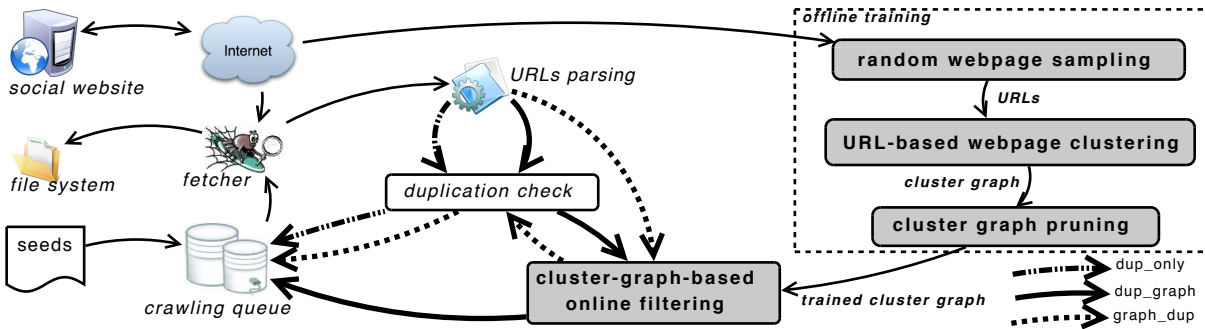 offline training
Internet
random webpage sampling
social website
URLs parsing
URLs
URL-based webpage clustering
file system
fetcher
duplication check
cluster graph
cluster graph pruning
seeds
cluster-graph-based
online filtering
crawling queue
trained cluster graph
dup_only
dup_graph
graph_dup